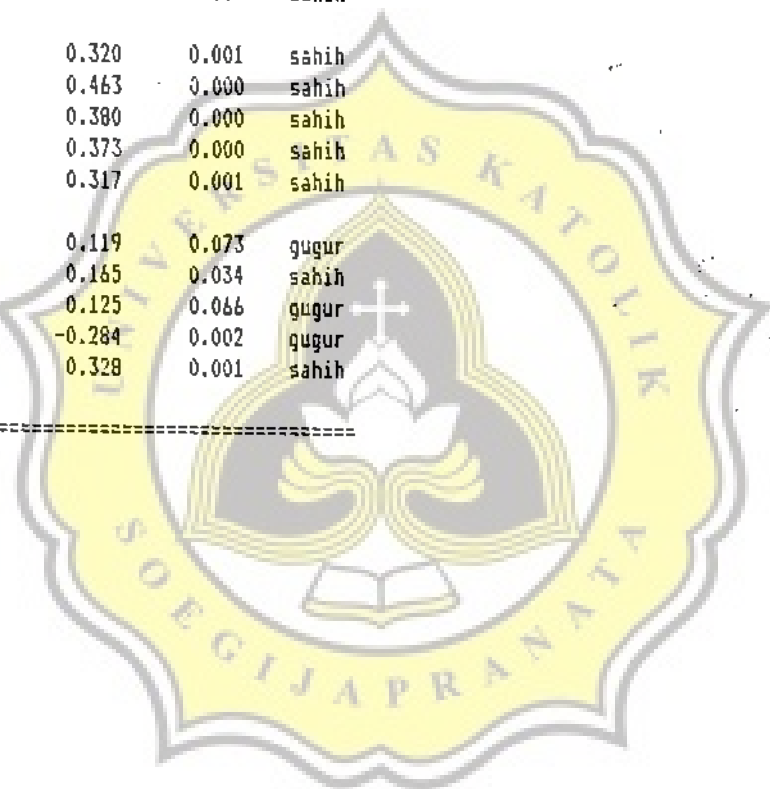 0.320 0.001 sahih
0.463 0.000 sahih
0.380 0.000 sahih
0.373 0.000 sahih
0.317 0.001 sahih
0.119 0.073 gugur
0.165 0.034 sahih
0.125 0.066 gugur
-0.284 0.002 gugur
0.328 0.001 sahih
==============================
UNIVERSITAS KATOLIK
SOEGIJAPRANATA